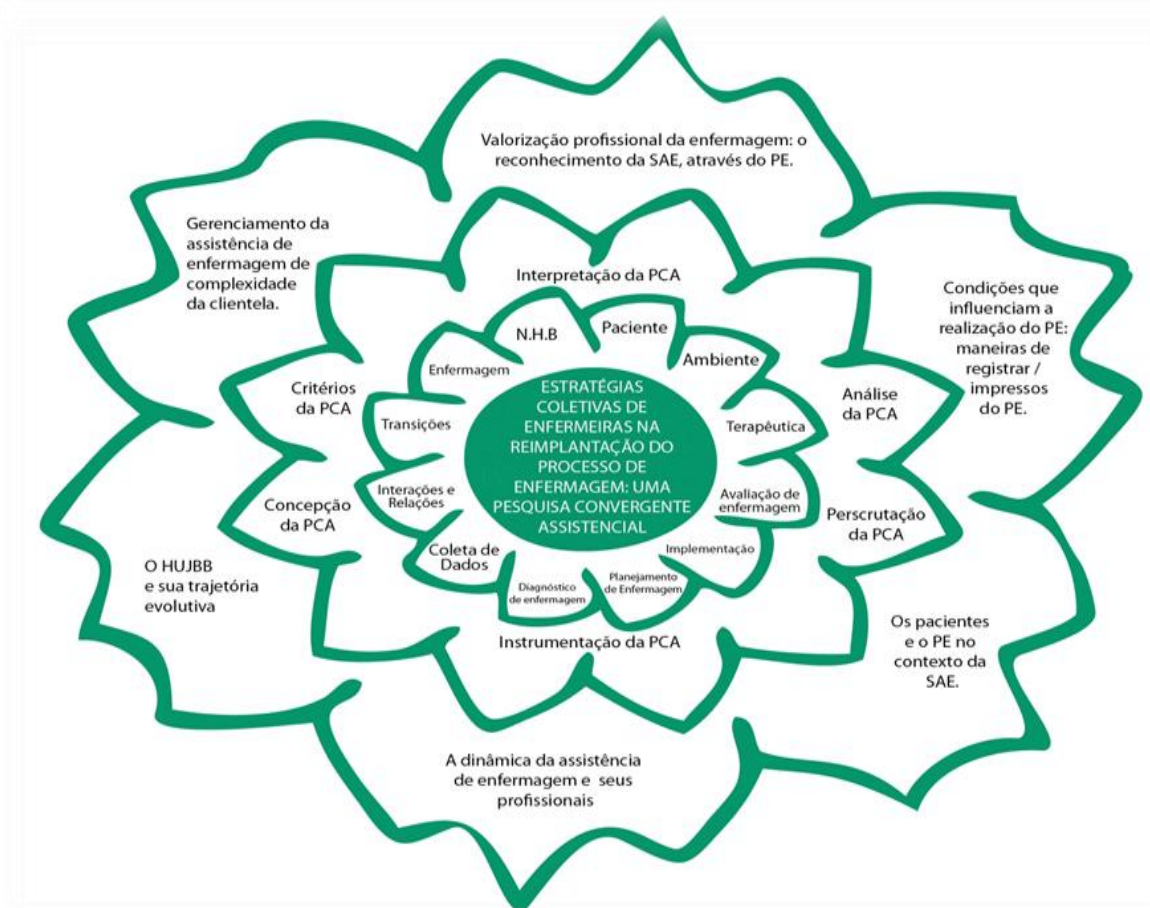 Valorização profissional da enfermagem: o
reconhecimento da SAE, através do PE.
Gerenciamento da
assistência de
enfermagem de
complexidade
da clientela.
Condições que
influenciam a
realização do PE:
maneiras de
registrar /
impressos
do PE.
Interpretação da PCA
Critérios
da PCA
Análise
da PCA
Concepção
da PCA
Perscrutação
da PCA
Instrumentação da PCA
N.H.B
Paciente
Enfermagem
Ambiente
Transições
Terapêutica
Interações e
Relações
Avaliação de
enfermagem
Coleta de
Dados
Implementação
Diagnóstico
de enfermagem
Planejamento
de Enfermagem
ESTRATÉGIAS
COLETIVAS DE
ENFERMEIRAS NA
REIMPLANTAÇÃO DO
PROCESSO DE
ENFERMAGEM: UMA
PESQUISA CONVERGENTE
ASSISTENCIAL
O HUJBB
e sua trajetória
evolutiva
Os pacientes
e o PE no
contexto da
SAE.
A dinâmica da assistência
de enfermagem e seus
profissionais